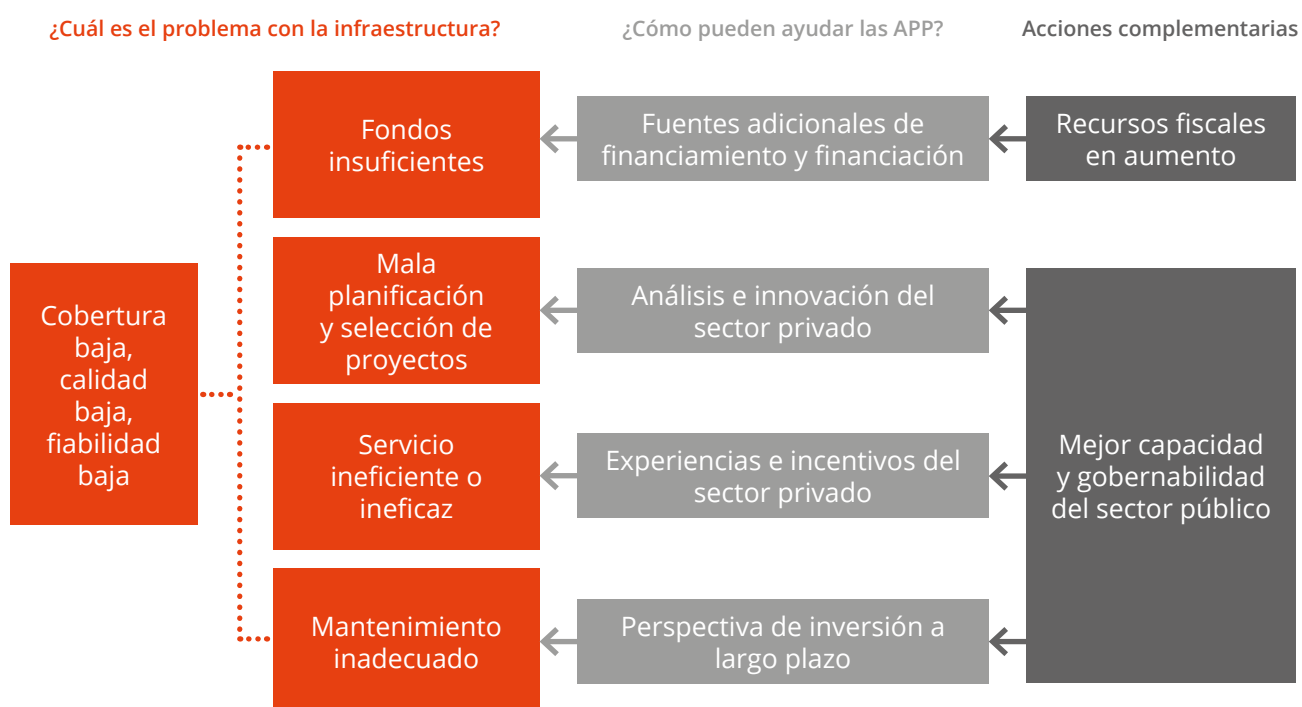 ¿Cuál es el problema con la infraestructura?
¿Cómo pueden ayudar las APP?
Acciones complementarias
Cobertura
baja,
calidad
baja,
fiabilidad
baja
Fondos
insuficientes
Fuentes adicionales de
financiamiento y financiación
Recursos fiscales
en aumento
Mala
planificación
y selección de
proyectos
Análisis e innovación del
sector privado
Servicio
ineficiente o
ineficaz
Experiencias e incentivos del
sector privado
Mantenimiento
inadecuado
Perspectiva de inversión a
largo plazo
Mejor capacidad
y gobernabilidad
del sector público